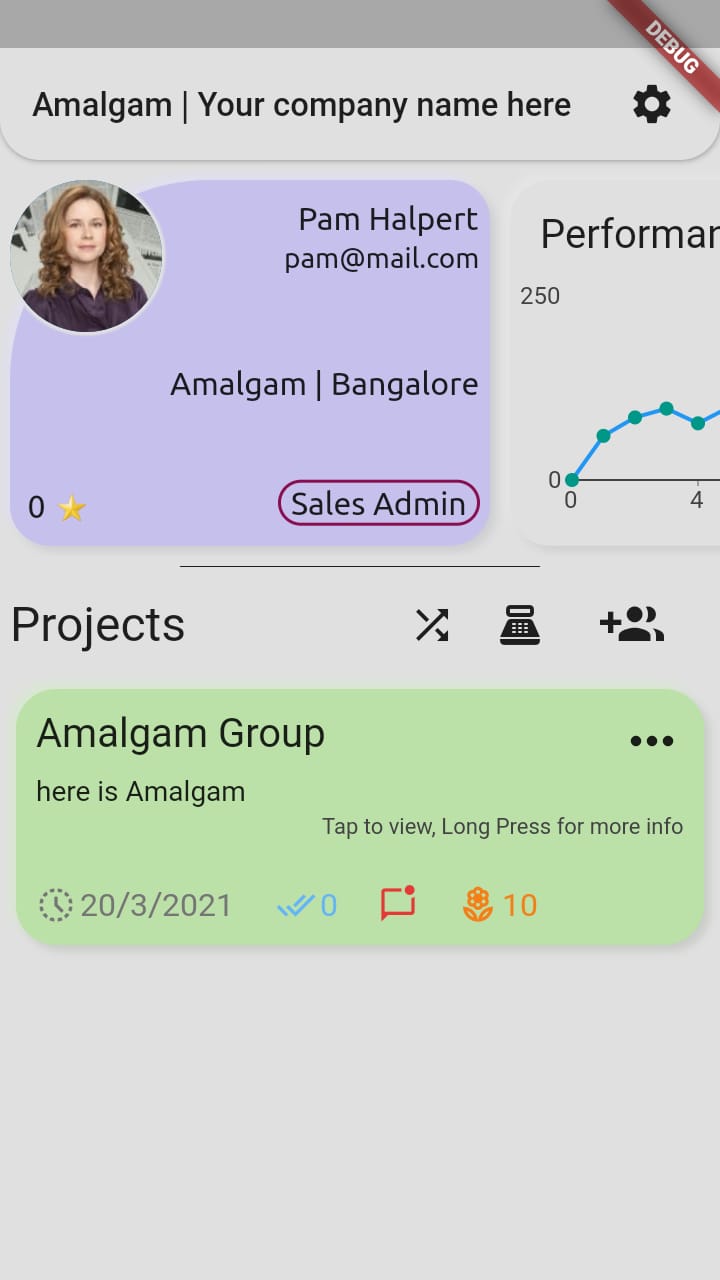 DEBUG
Amalgam | Your company name here
Pam Halpert
pam@mail.com
Amalgam | Bangalore
0
Sales Admin
Performan
250
0
0
4
Projects
Amalgam Group
here is Amalgam
Tap to view, Long Press for more info
20/3/2021
0
10